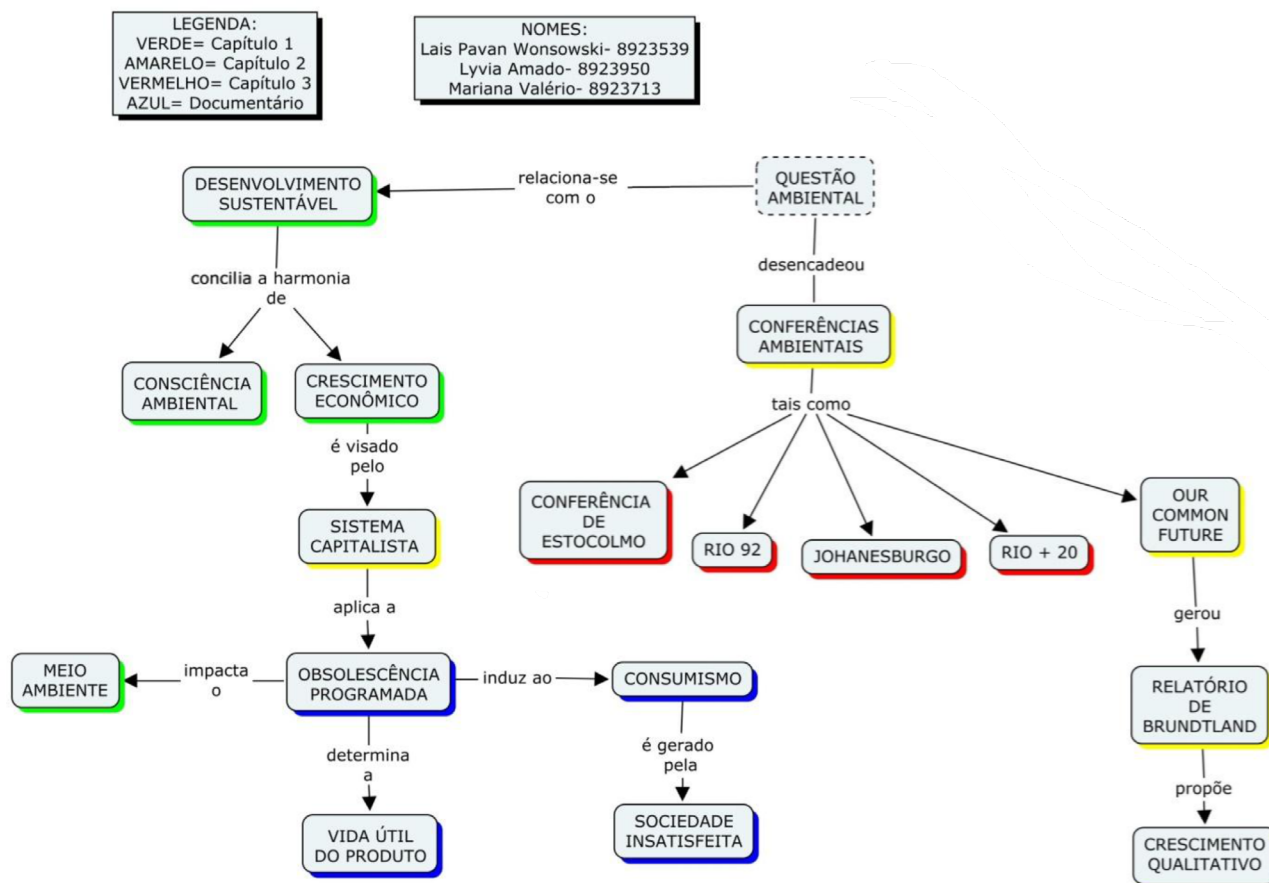 LEGENDA:
VERDE= Capítulo 1
AMARELO= Capítulo 2
VERMELHO= Capítulo 3
AZUL= Documentário
NOMES:
Lais Pavan Wonsowski- 8923539
Lyvia Amado- 8923950
Mariana Valério- 8923713
DESENVOLVIMENTO
SUSTENTÁVEL
relaciona-se
com o
QUESTÃO
AMBIENTAL
concilia a harmonia
de
desencadeou
CONFERÊNCIAS
AMBIENTAIS
CONSCIÊNCIA
AMBIENTAL
CRESCIMENTO
ECONÔMICO
tais como
é visado
pelo
CONFERÊNCIA
DE
ESTOCOLMO
RIO 92
JOHANESBURGO
RIO + 20
OUR
COMMON
FUTURE
SISTEMA
CAPITALISTA
aplica a
gerou
MEIO
AMBIENTE
impacta
o
OBSOLESCÊNCIA
PROGRAMADA
induz ao
CONSUMISMO
RELATÓRIO
DE
BRUNDTLAND
determina
a
é gerado
pela
propõe
VIDA ÚTIL
DO PRODUTO
SOCIEDADE
INSATISFEITA
CRESCIMENTO
QUALITATIVO